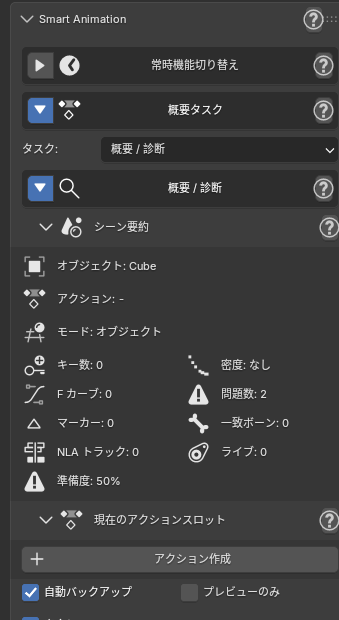 Smart Animation
常時機能切り替え
概要タスク
タスク: 概要 / 診断
概要 / 診断
シーン要約
オブジェクト: Cube
アクション: -
モード: オブジェクト
キー数: 0 密度: なし
F カーブ: 0 問題数: 2
マーカー: 0 一致ボーン: 0
NLA トラック: 0 ライブ: 0
準備度: 50%
現在のアクションスロット
アクション作成
自動バックアップ プレビューのみ